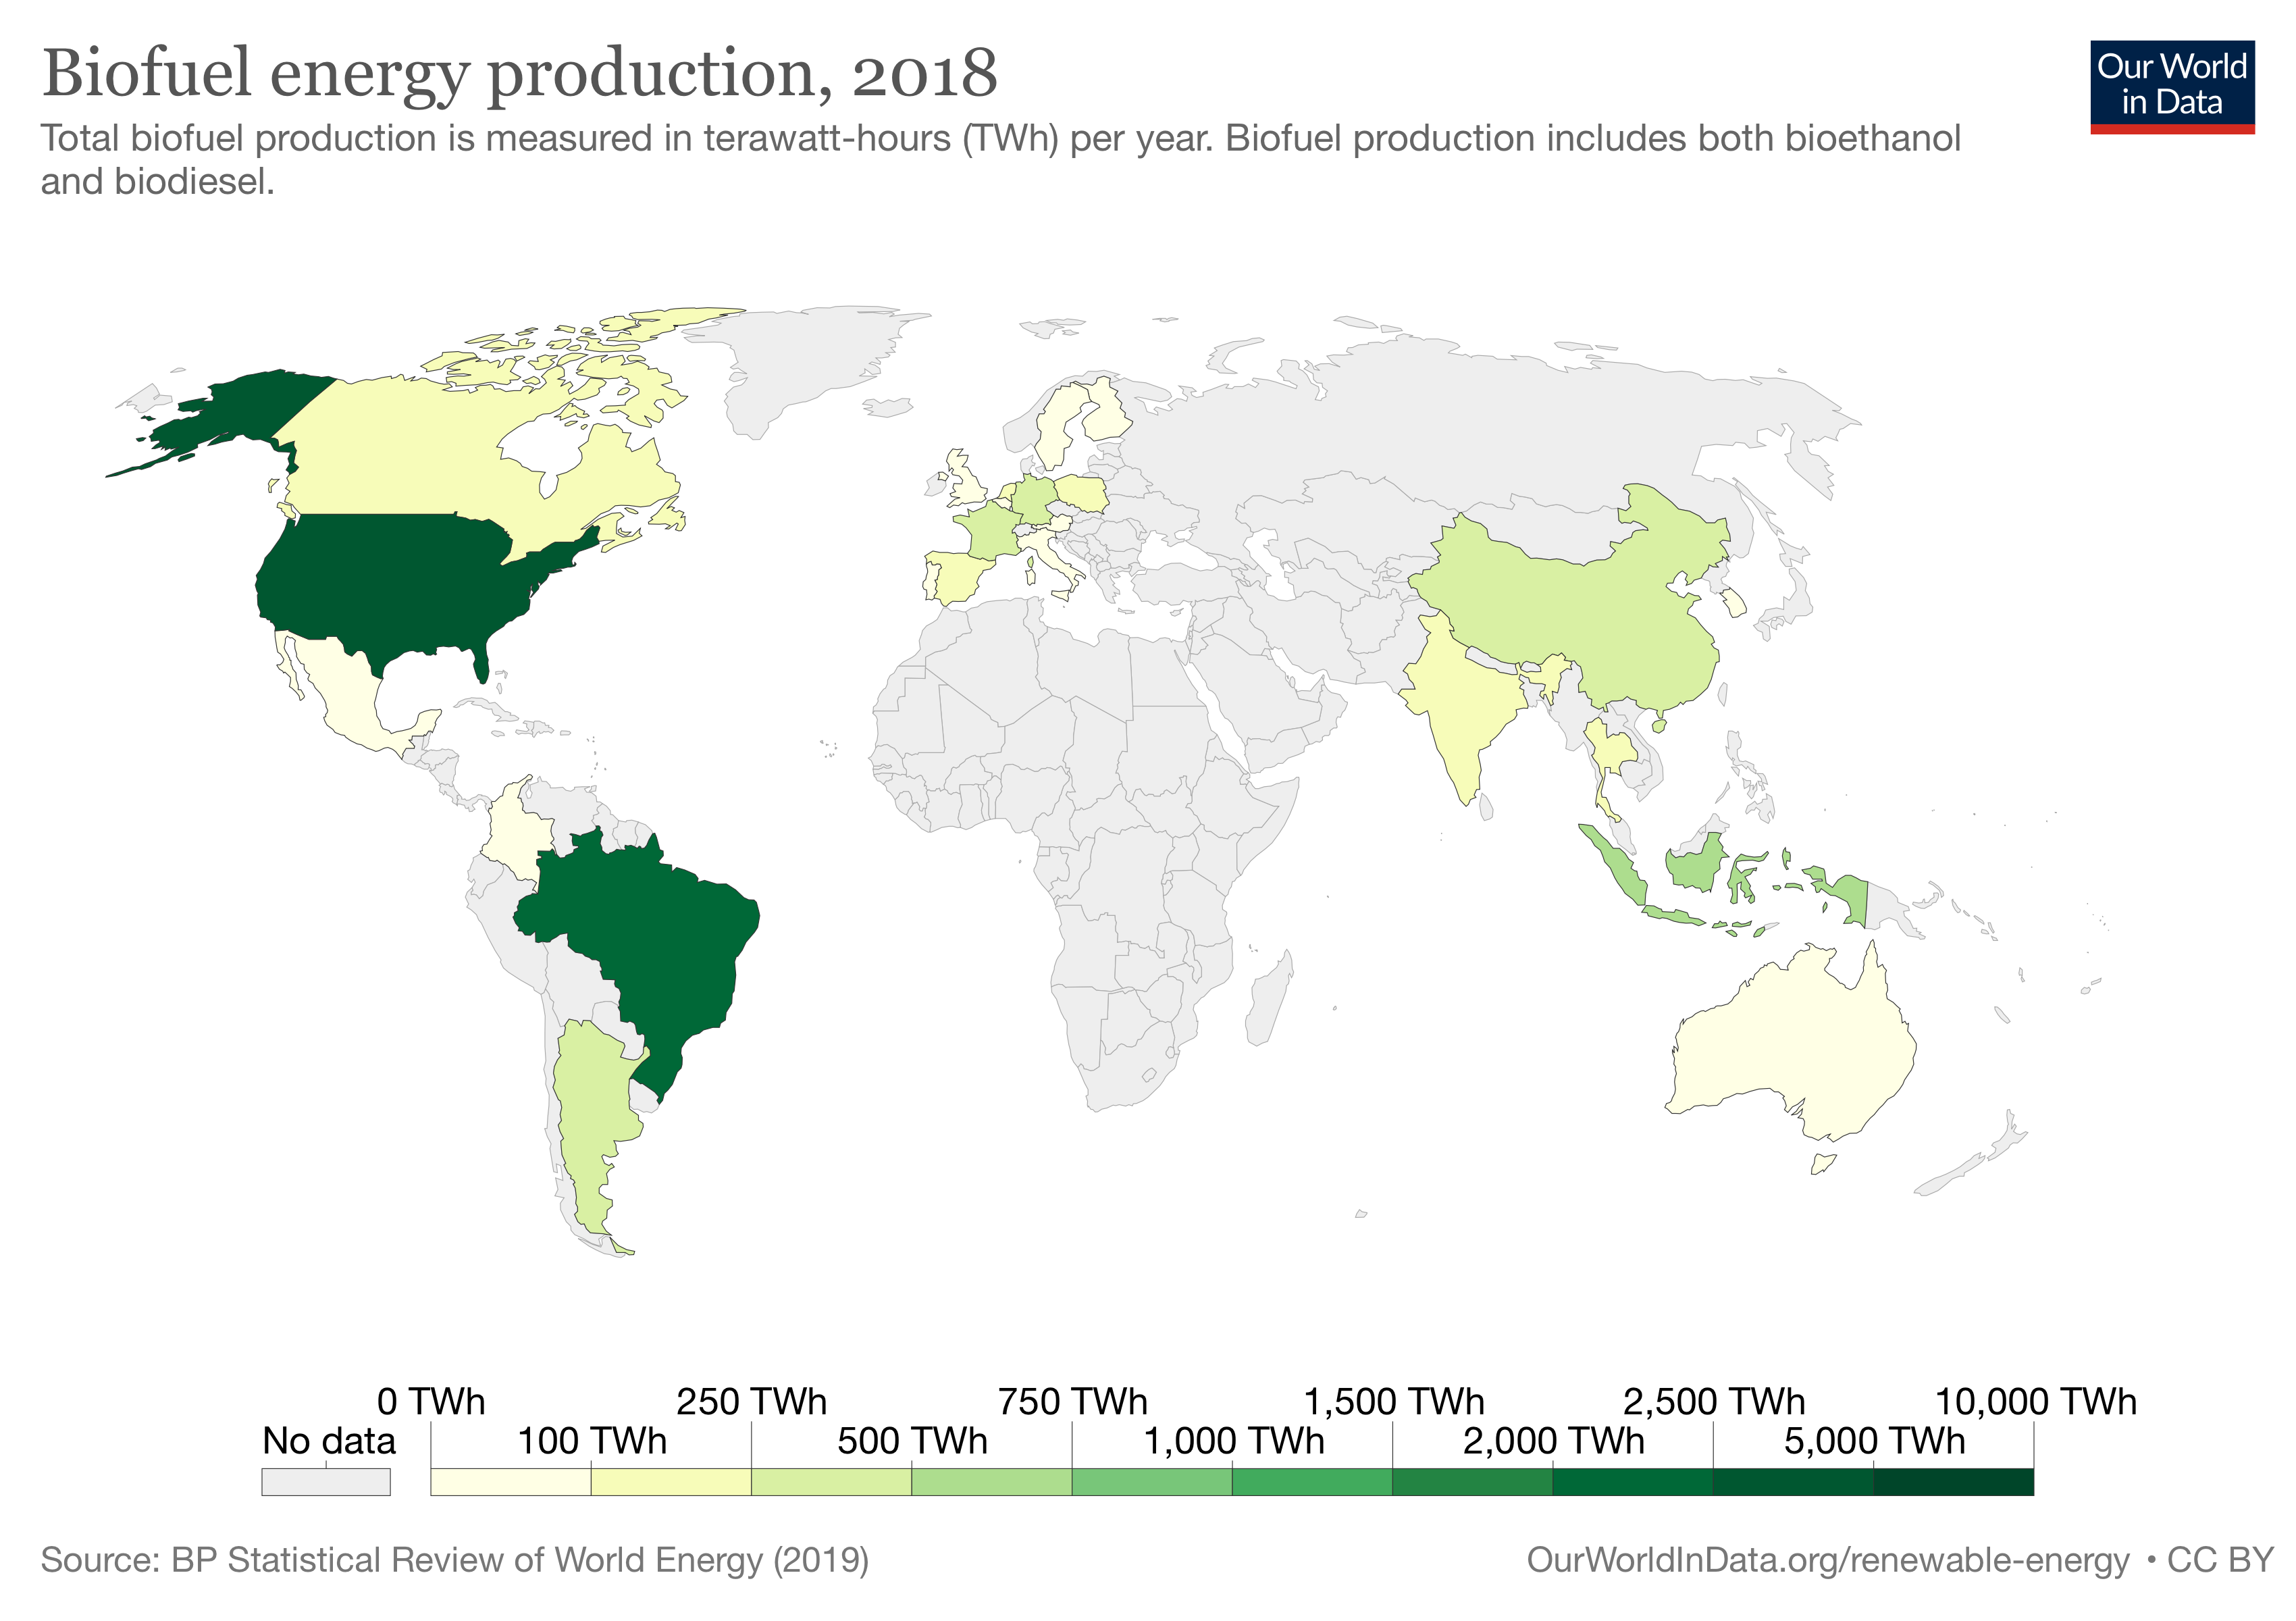 Biofuel energy production, 2018
Our World
in Data
Total biofuel production is measured in terawatt-hours (TWh) per year. Biofuel production includes both bioethanol
and biodiesel.
0 TWh
250 TWh
750 TWh
1,500 TWh
2,500 TWh
10,000 TWh
No data
100 TWh
500 TWh
1,000 TWh
2,000 TWh
5,000 TWh
Source: BP Statistical Review of World Energy (2019)
OurWorldInData.org/renewable-energy • CC BY